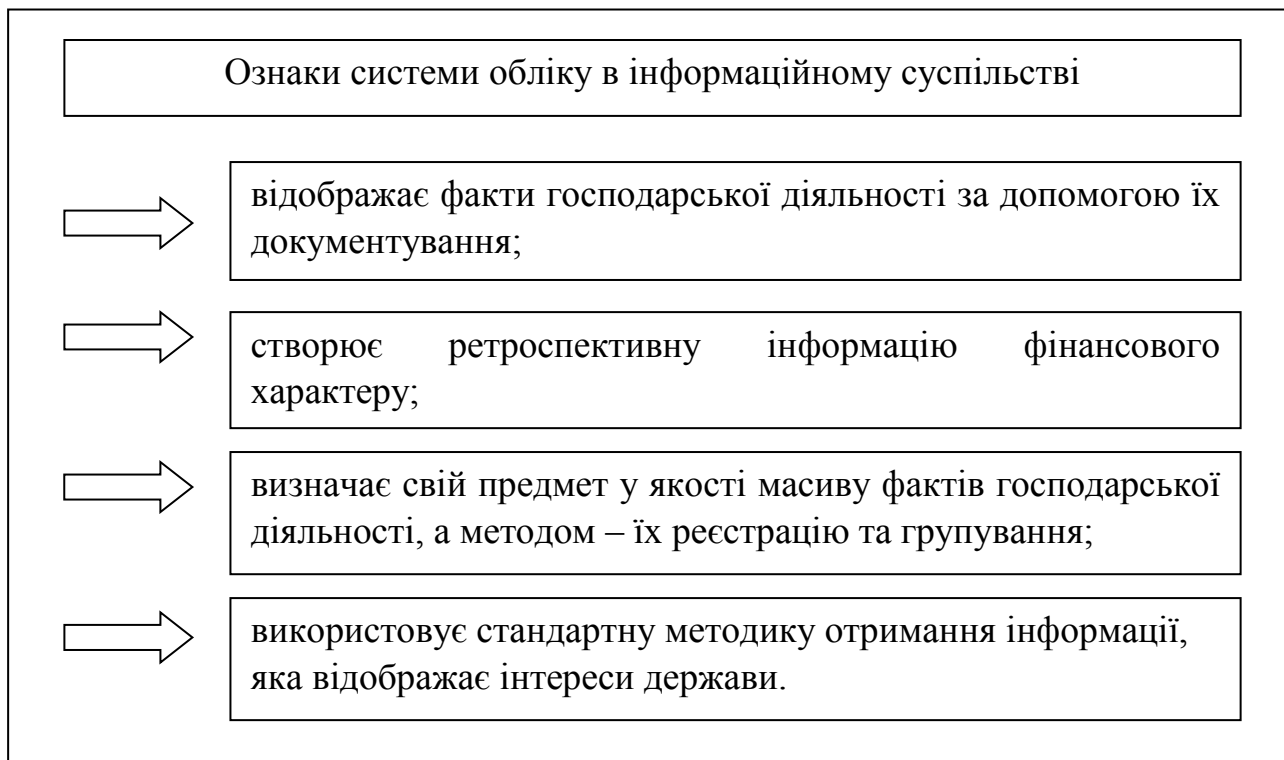 Ознаки системи обліку в інформаційному суспільстві
відображає факти господарської діяльності за допомогою їх
документування;
створює ретроспективну інформацію фінансового
характеру;
визначає свій предмет у якості масиву фактів господарської
діяльності, а методом – їх реєстрацію та групування;
використовує стандартну методику отримання інформації,
яка відображає інтереси держави.